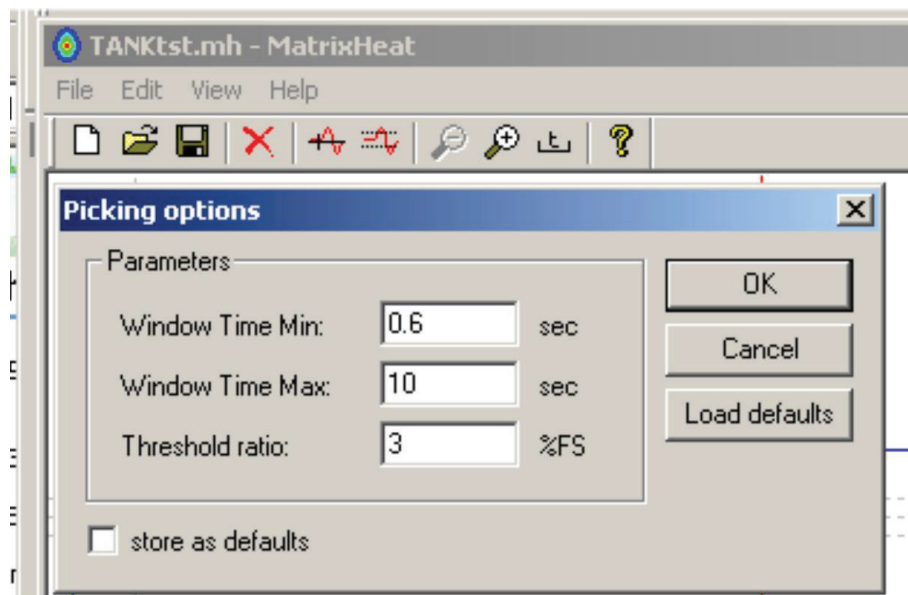 TANKtst.mh - MatrixHeat
File Edit View Help
Picking options
Parameters
Window Time Min: 0.6 sec
Window Time Max: 10 sec
Threshold ratio: 3 %FS
store as defaults
OK
Cancel
Load defaults